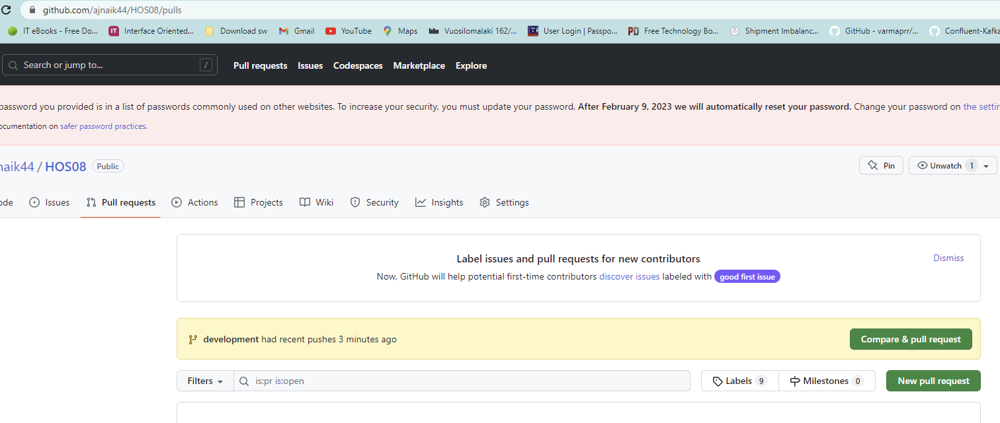 github.com/ajnaik44/HOS08/pulls
IT eBooks - Free Do... Interface Oriented... Download sw Gmail YouTube Maps Vuosilomalaki 162/... User Login | Passpo... Free Technology Bo... Shipment Imbalanc... GitHub - varmaprr/... Confluent-Kafka
Search or jump to... / Pull requests Issues Codespaces Marketplace Explore
password you provided is in a list of passwords commonly used on other websites. To increase your security, you must update your password. After February 9, 2023 we will automatically reset your password. Change your password on the settin
ocumentation on safer password practices.
naik44 / HOS08 Public Pin Unwatch 1
ode Issues Pull requests Actions Projects Wiki Security Insights Settings
Label issues and pull requests for new contributors
Dismiss
Now, GitHub will help potential first-time contributors discover issues labeled with good first issue
development had recent pushes 3 minutes ago Compare & pull request
Filters is:pr is:open Labels 9 Milestones 0 New pull request